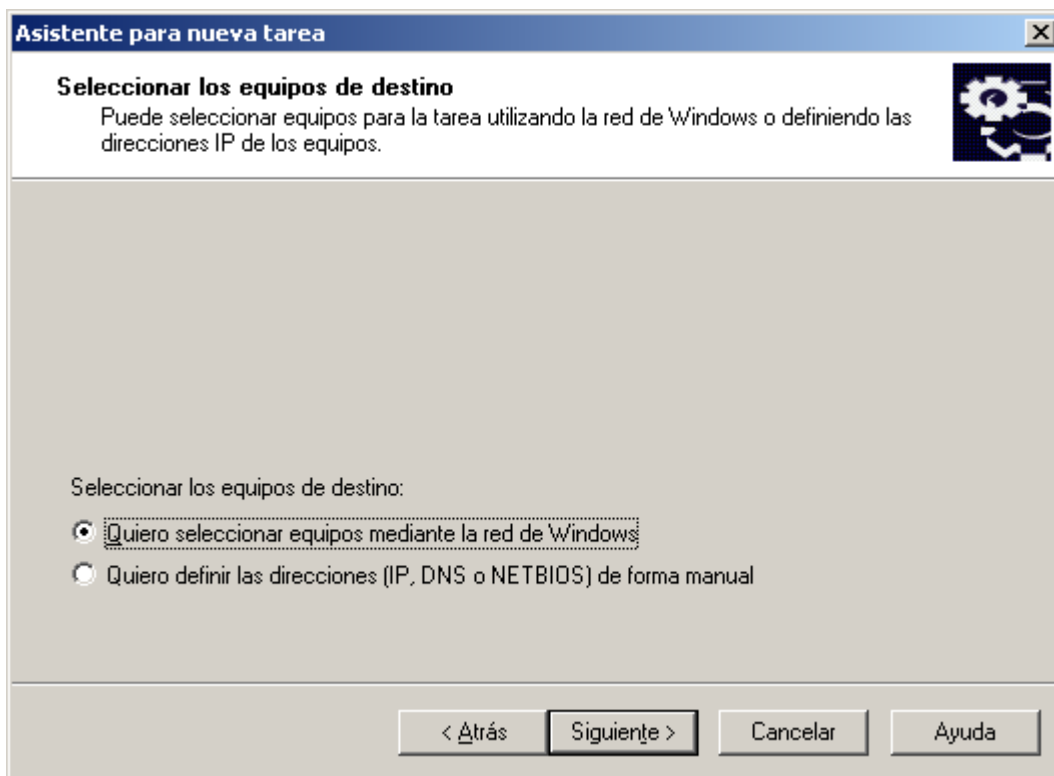 Asistente para nueva tarea
Seleccionar los equipos de destino
Puede seleccionar equipos para la tarea utilizando la red de Windows o definiendo las
direcciones IP de los equipos.
Seleccionar los equipos de destino:
Quiero seleccionar equipos mediante la red de Windows
Quiero definir las direcciones (IP, DNS o NETBIOS) de forma manual
< Atrás Siguiente > Cancelar Ayuda